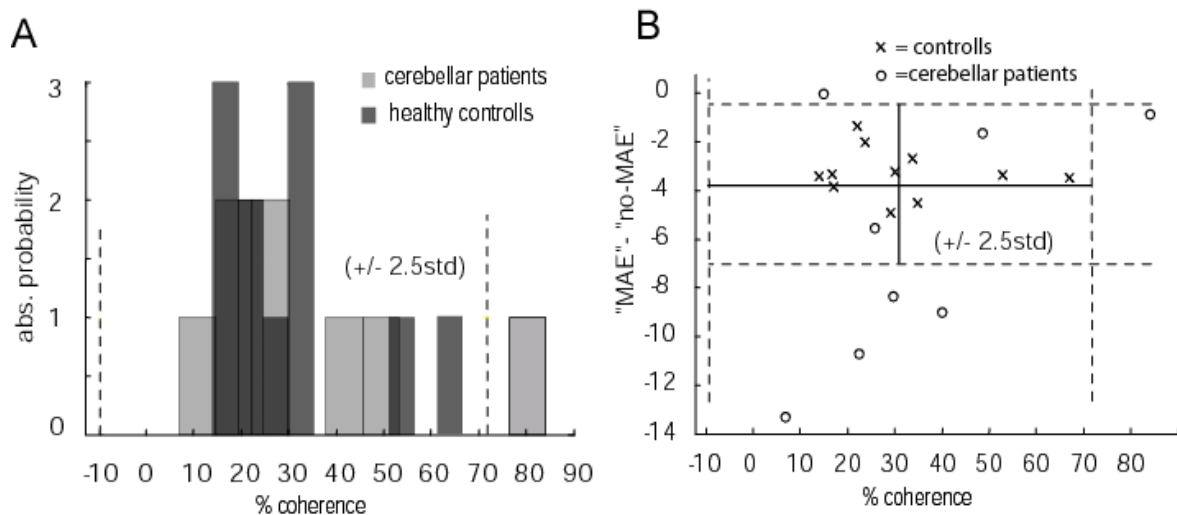 A
3
2
1
0
abs. probability
cerebellar patients
healthy controlls
(+/- 2.5std)
-10 0 10 20 30 40 50 60 70 80 90
% coherence
B
x = controlls
o =cerebellar patients
0
-2
-4
-6
-8
-10
-12
-14
"MAE"- "no-MAE"
(+/- 2.5std)
-10 0 10 20 30 40 50 60 70 80
% coherence